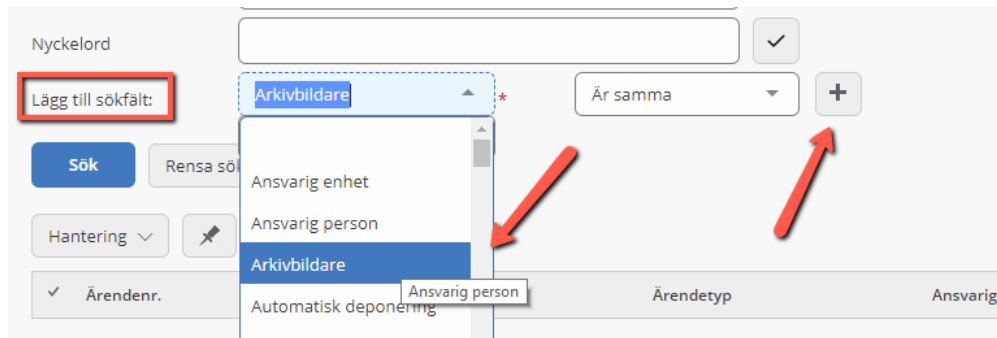 Nyckelord
Lägg till sökfält: Arkivbildare * Är samma +
Sök Rensa sö
Ansvarig enhet
Ansvarig person
Hantering
Arkivbildare
Ansvarig person
Ärendenr. Ärendetyp Ansvarig
Automatisk deponering